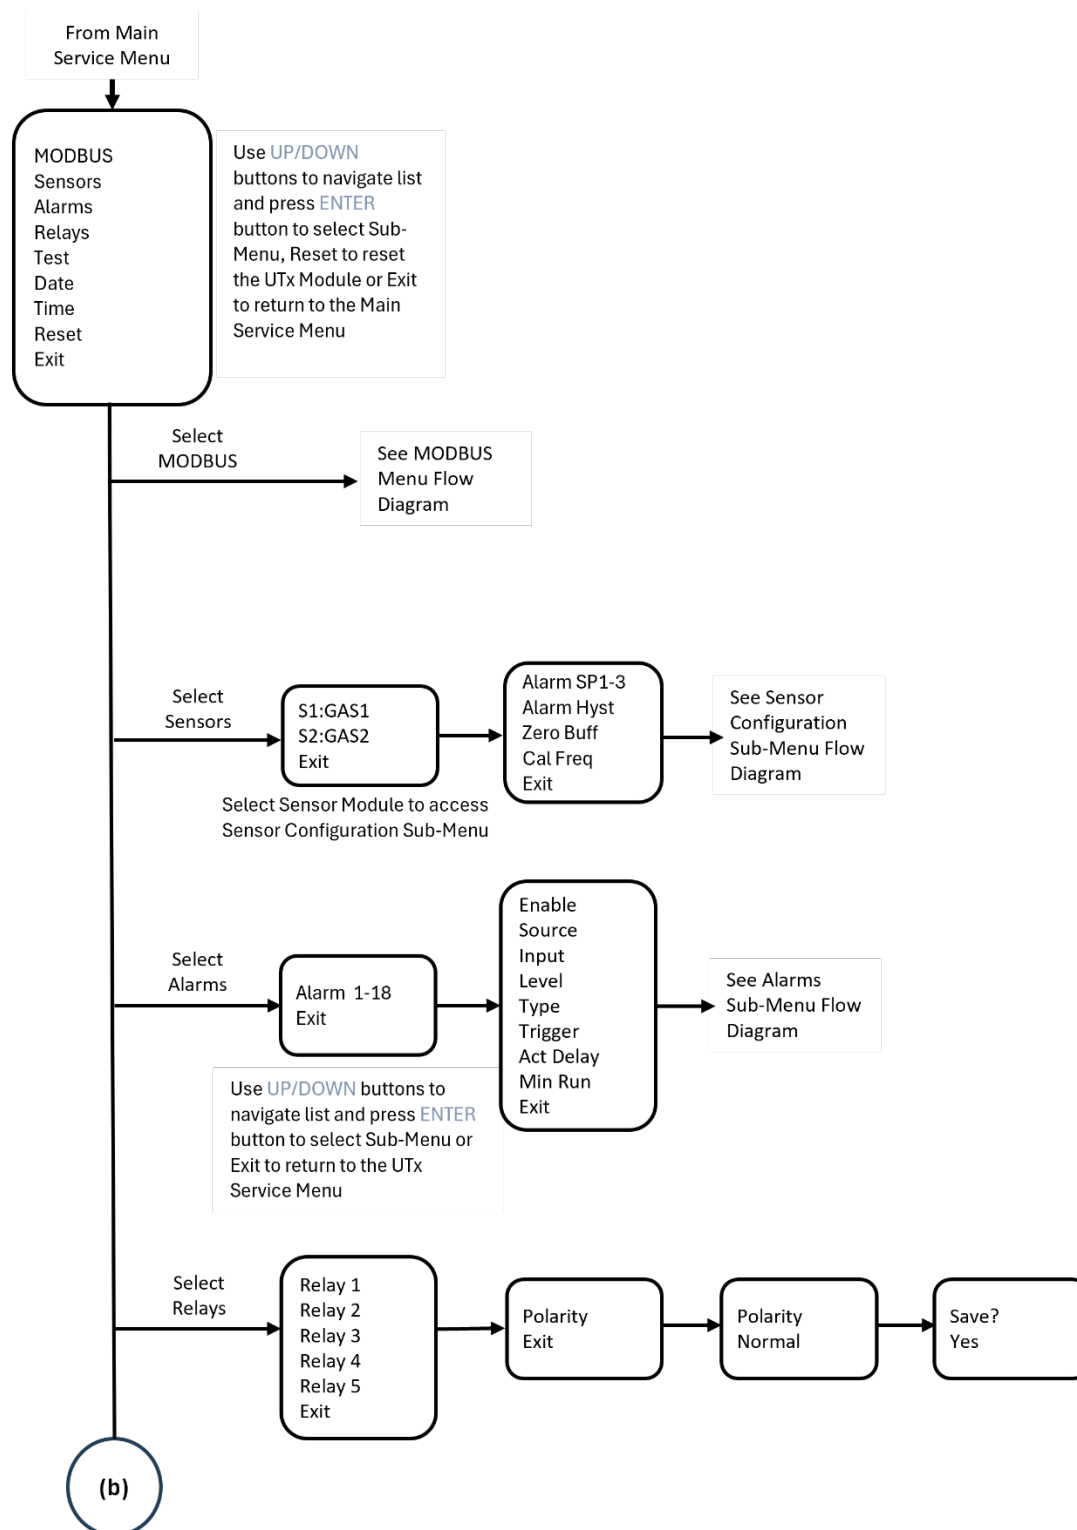 From Main
Service Menu
MODBUS
Sensors
Alarms
Relays
Test
Date
Time
Reset
Exit
Use UP/DOWN
buttons to navigate list
and press ENTER
button to select Sub-
Menu, Reset to reset
the UTx Module or Exit
to return to the Main
Service Menu
Select
MODBUS
See MODBUS
Menu Flow
Diagram
Select
Sensors
S1:GAS1
S2:GAS2
Exit
Select Sensor Module to access
Sensor Configuration Sub-Menu
Alarm SP1-3
Alarm Hyst
Zero Buff
Cal Freq
Exit
See Sensor
Configuration
Sub-Menu Flow
Diagram
Select
Alarms
Alarm 1-18
Exit
Use UP/DOWN buttons to
navigate list and press ENTER
button to select Sub-Menu or
Exit to return to the UTx
Service Menu
Enable
Source
Input
Level
Type
Trigger
Act Delay
Min Run
Exit
See Alarms
Sub-Menu Flow
Diagram
Select
Relays
Relay 1
Relay 2
Relay 3
Relay 4
Relay 5
Exit
Polarity
Exit
Polarity
Normal
Save?
Yes
(b)